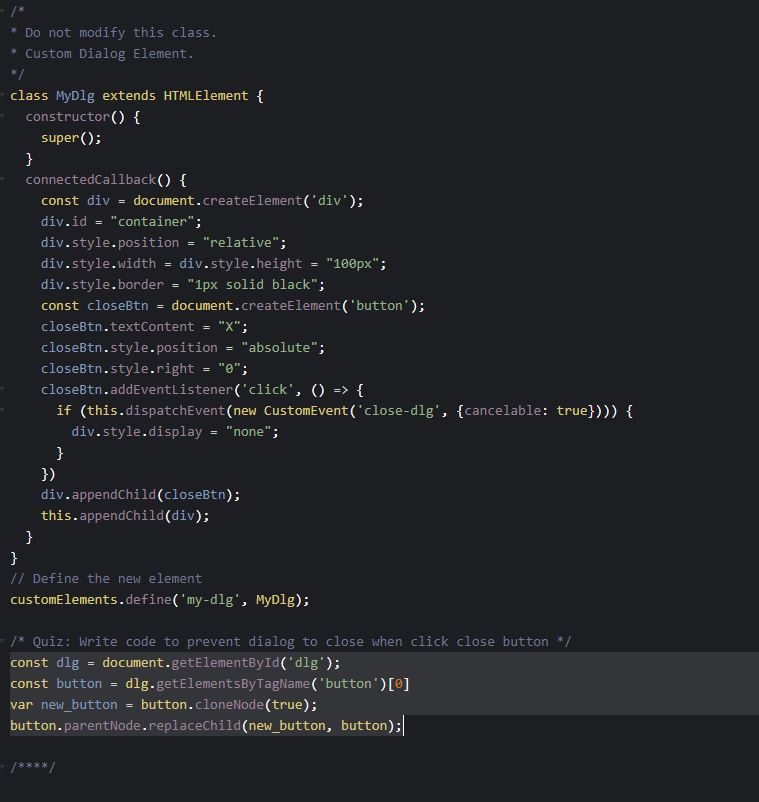 /*
* Do not modify this class.
* Custom Dialog Element.
*/
class MyDlg extends HTMLElement {
  constructor() {
    super();
  }
  connectedCallback() {
    const div = document.createElement('div');
    div.id = "container";
    div.style.position = "relative";
    div.style.width = div.style.height = "100px";
    div.style.border = "1px solid black";
    const closeBtn = document.createElement('button');
    closeBtn.textContent = "X";
    closeBtn.style.position = "absolute";
    closeBtn.style.right = "0";
    closeBtn.addEventListener('click', () => {
      if (this.dispatchEvent(new CustomEvent('close-dlg', {cancelable: true}))) {
        div.style.display = "none";
      }
    })
    div.appendChild(closeBtn);
    this.appendChild(div);
  }
}
// Define the new element
customElements.define('my-dlg', MyDlg);

/* Quiz: Write code to prevent dialog to close when click close button */
const dlg = document.getElementById('dlg');
const button = dlg.getElementsByTagName('button')[0]
var new_button = button.cloneNode(true);
button.parentNode.replaceChild(new_button, button);

/****/